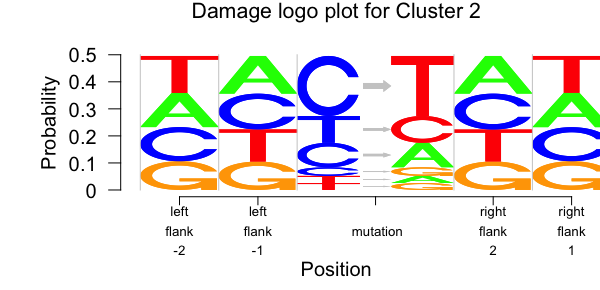 Damage logo plot for Cluster 2
Probability
0.5
0.4
0.3
0.2
0.1
0
T A C G
A C T G
C T C C T T
T C A G A G
A C T G
T A C G
left flank -2
left flank -1
mutation
right flank 2
right flank 1
Position